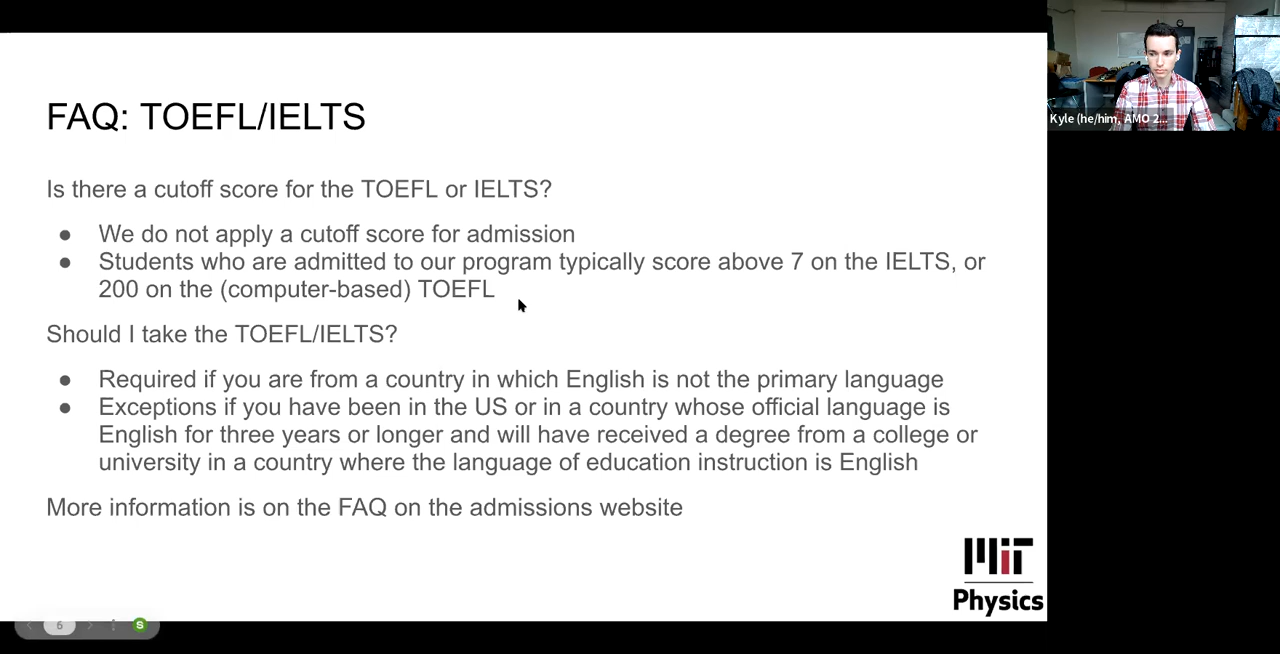 FAQ: TOEFL/IELTS
Is there a cutoff score for the TOEFL or IELTS?
● We do not apply a cutoff score for admission
● Students who are admitted to our program typically score above 7 on the IELTS, or
200 on the (computer-based) TOEFL
Should I take the TOEFL/IELTS?
● Required if you are from a country in which English is not the primary language
● Exceptions if you have been in the US or in a country whose official language is
English for three years or longer and will have received a degree from a college or
university in a country where the language of education instruction is English
More information is on the FAQ on the admissions website
MIT
Physics
6
S
Kyle (he/him, AMO 2...